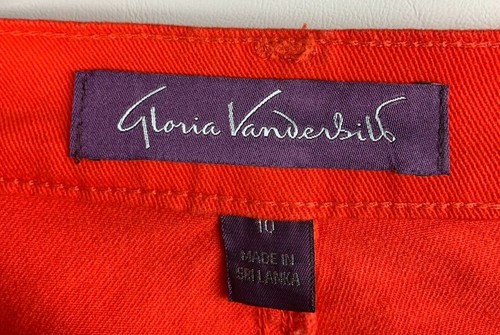 Gloria Vanderbilt
10
MADE IN
SRI LANKA